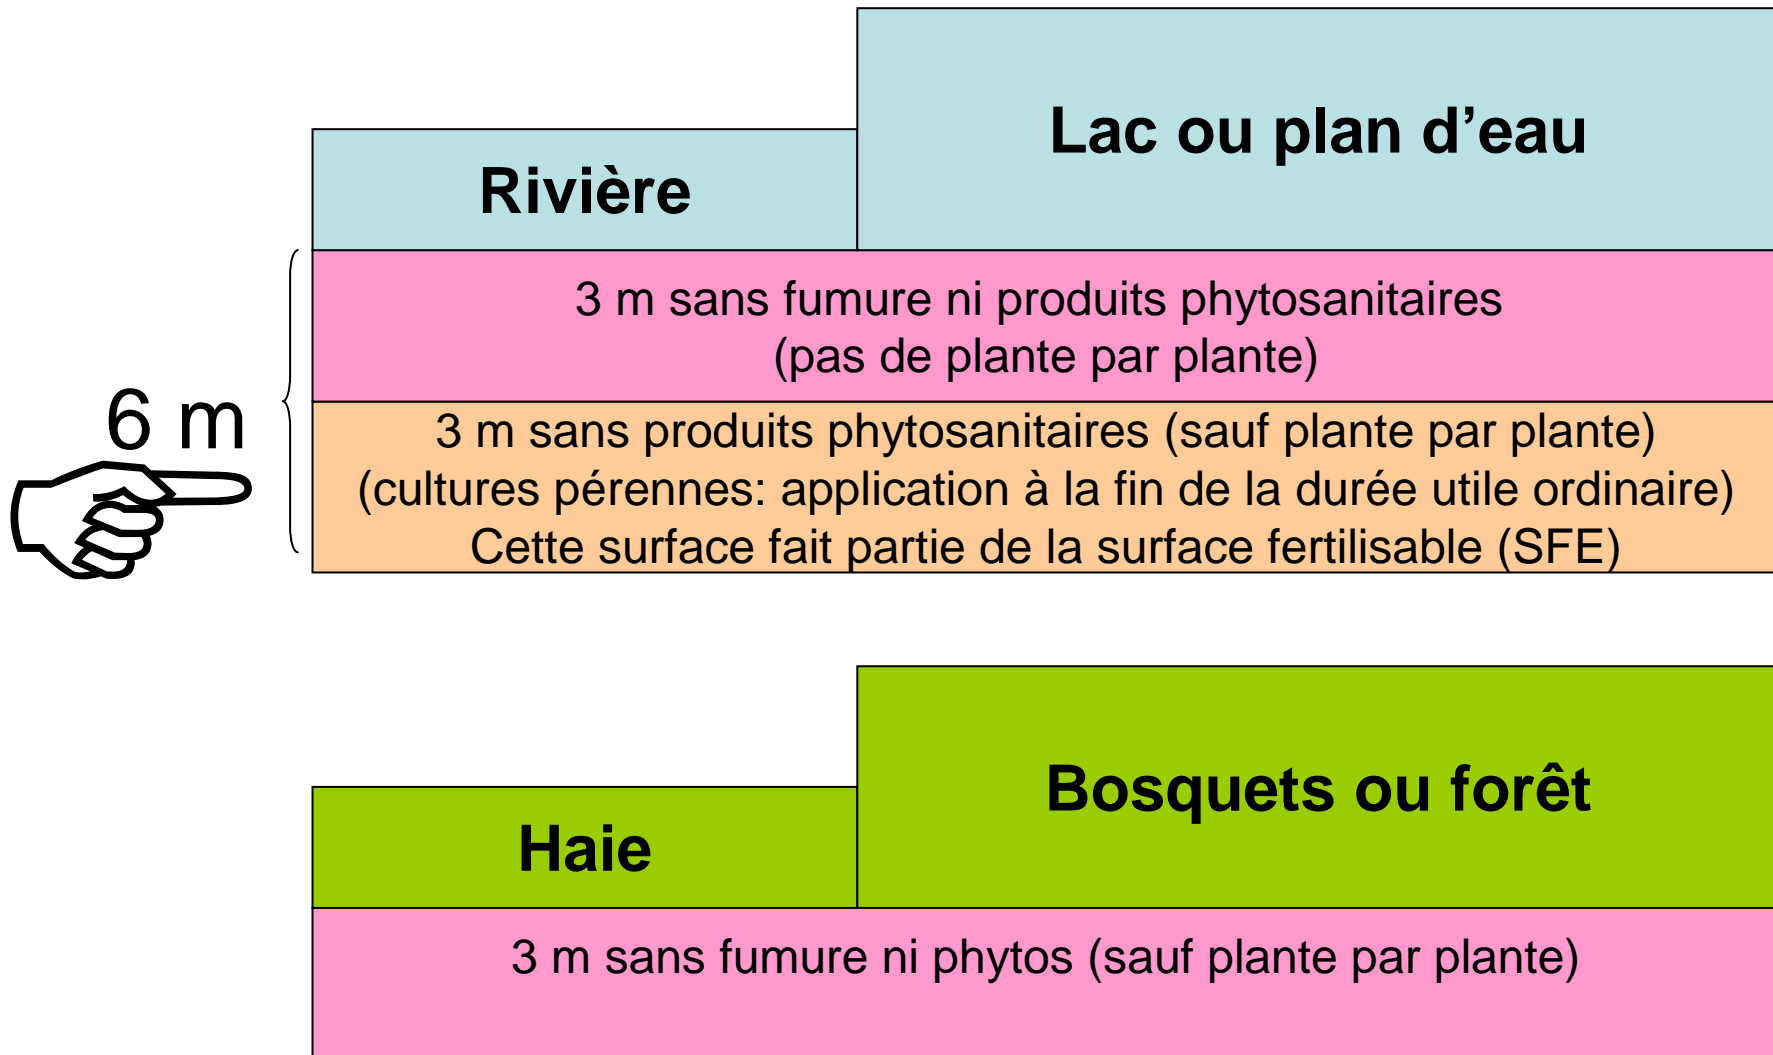 Lac ou plan d’eau
Rivière
3 m sans fumure ni produits phytosanitaires
(pas de plante par plante)
6 m
3 m sans produits phytosanitaires (sauf plante par plante)
(cultures pérennes: application à la fin de la durée utile ordinaire)
Cette surface fait partie de la surface fertilisable (SFE)
Bosquets ou forêt
Haie
3 m sans fumure ni phytos (sauf plante par plante)